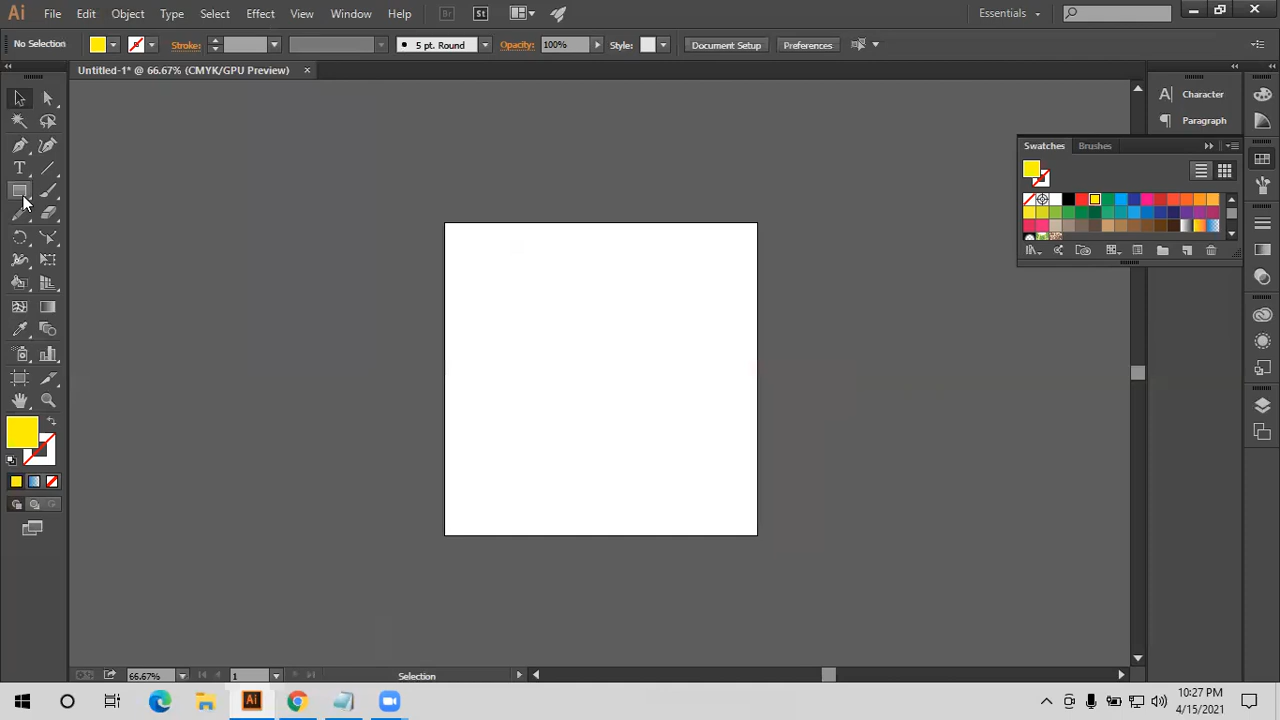 Ai File Edit Object Type Select Effect View Window Help Br St Essentials
No Selection Stroke: 5 pt. Round Opacity: 100% Style: Document Setup Preferences
Untitled-1* @ 66.67% (CMYK/GPU Preview) ×
A Character
Paragraph
Swatches Brushes
T
66.67% 1 Selection
Ai
10:27 PM
4/15/2021